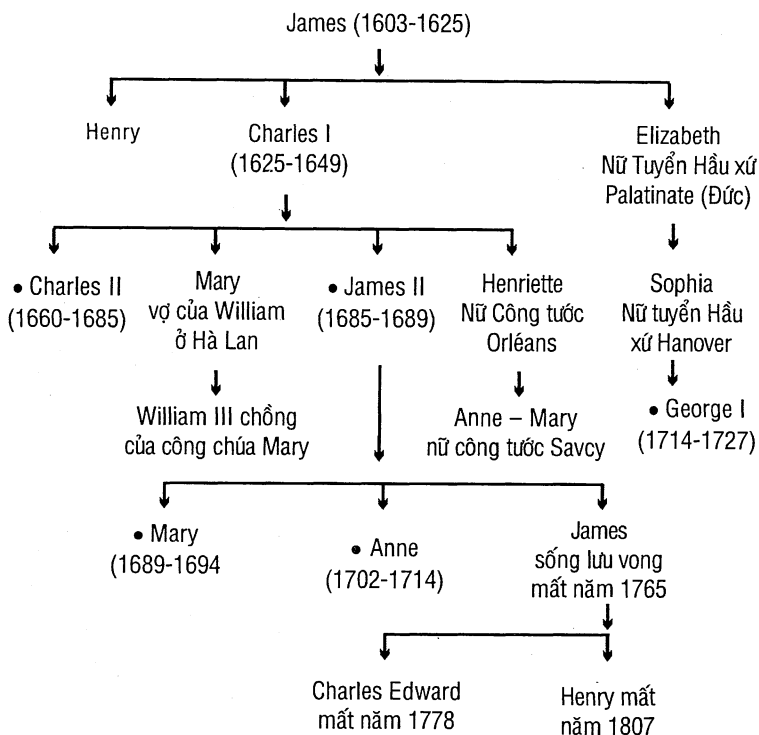 James (1603-1625)
Henry
Charles I
(1625-1649)
Elizabeth
Nữ Tuyển Hầu xứ
Palatinate (Đức)
• Charles II
(1660-1685)
Mary
vợ của William
ở Hà Lan
• James II
(1685-1689)
Henriette
Nữ Công tước
Orléans
Sophia
Nữ tuyển Hầu
xứ Hanover
William III chồng
của công chúa Mary
Anne – Mary
nữ công tước Savcy
• George I
(1714-1727)
• Mary
(1689-1694
• Anne
(1702-1714)
James
sống lưu vong
mất năm 1765
Charles Edward
mất năm 1778
Henry mất
năm 1807